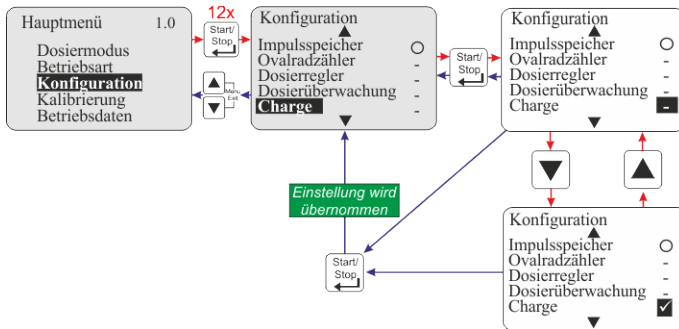 Hauptmenü 1.0
Dosiermodus
Betriebsart
Konfiguration
Kalibrierung
Betriebsdaten
12x
Start/
Stop
Menu
Exit
Konfiguration
Impulsspeicher
Ovalradzähler -
Dosierregler -
Dosierüberwachung -
Charge -
Start/
Stop
Konfiguration
Impulsspeicher
Ovalradzähler -
Dosierregler -
Dosierüberwachung -
Charge -
Einstellung wird
übernommen
Start/
Stop
Konfiguration
Impulsspeicher
Ovalradzähler -
Dosierregler -
Dosierüberwachung -
Charge ✓